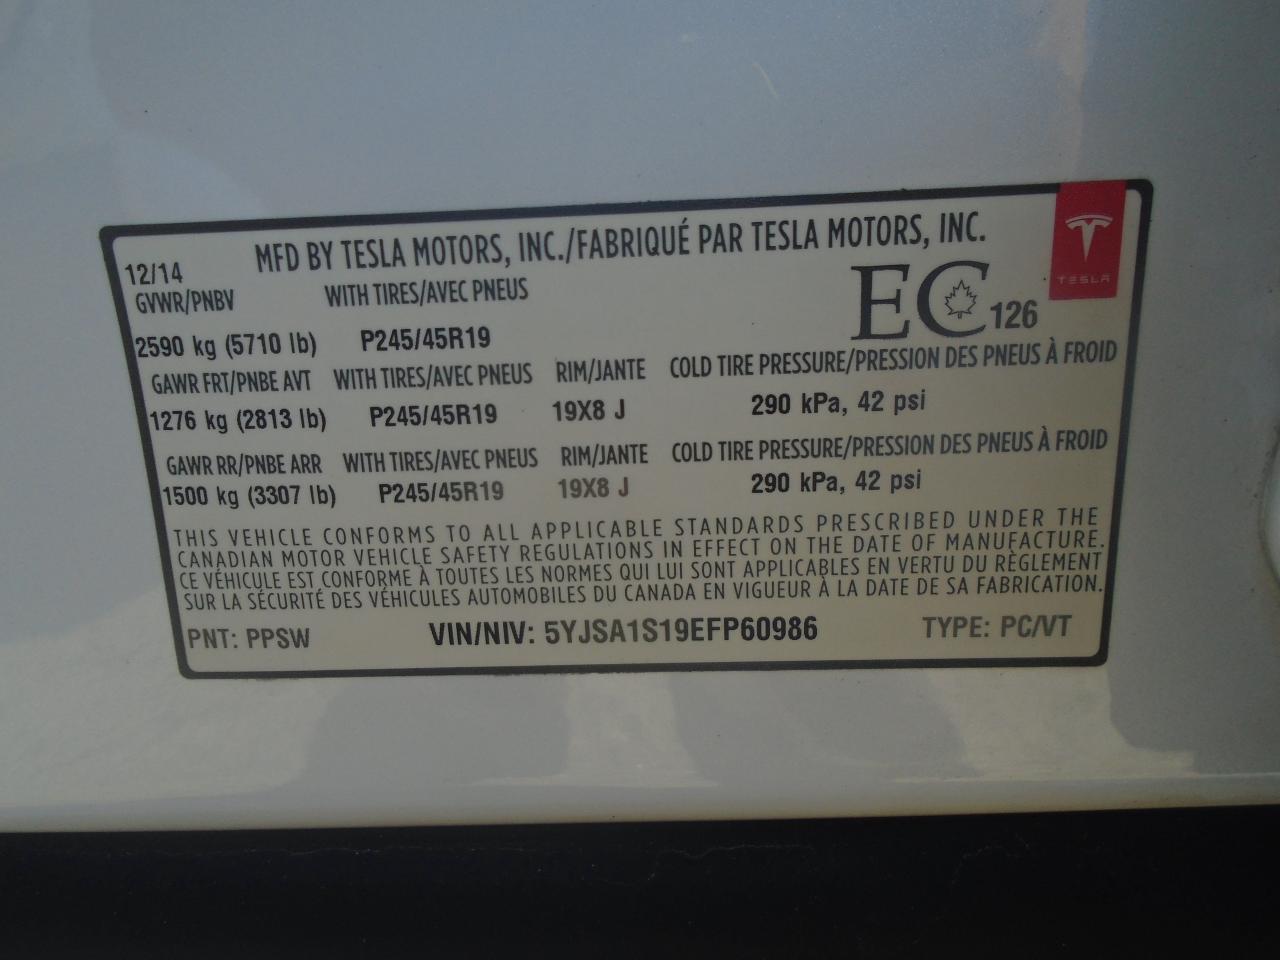 MFD BY TESLA MOTORS, INC./FABRIQUÉ PAR TESLA MOTORS, INC.
TESLA
12/14
GVWR/PNBV WITH TIRES/AVEC PNEUS
EC 126
2590 kg (5710 lb) P245/45R19
GAWR FRT/PNBE AVT WITH TIRES/AVEC PNEUS RIM/JANTE COLD TIRE PRESSURE/PRESSION DES PNEUS À FROID
1276 kg (2813 lb) P245/45R19 19X8 J 290 kPa, 42 psi
GAWR RR/PNBE ARR WITH TIRES/AVEC PNEUS RIM/JANTE COLD TIRE PRESSURE/PRESSION DES PNEUS À FROID
1500 kg (3307 lb) P245/45R19 19X8 J 290 kPa, 42 psi
THIS VEHICLE CONFORMS TO ALL APPLICABLE STANDARDS PRESCRIBED UNDER THE
CANADIAN MOTOR VEHICLE SAFETY REGULATIONS IN EFFECT ON THE DATE OF MANUFACTURE.
CE VÉHICULE EST CONFORME À TOUTES LES NORMES QUI LUI SONT APPLICABLES EN VERTU DU RÈGLEMENT
SUR LA SÉCURITÉ DES VÉHICULES AUTOMOBILES DU CANADA EN VIGUEUR À LA DATE DE SA FABRICATION.
PNT: PPSW VIN/NIV: 5YJSA1S19EFP60986 TYPE: PC/VT